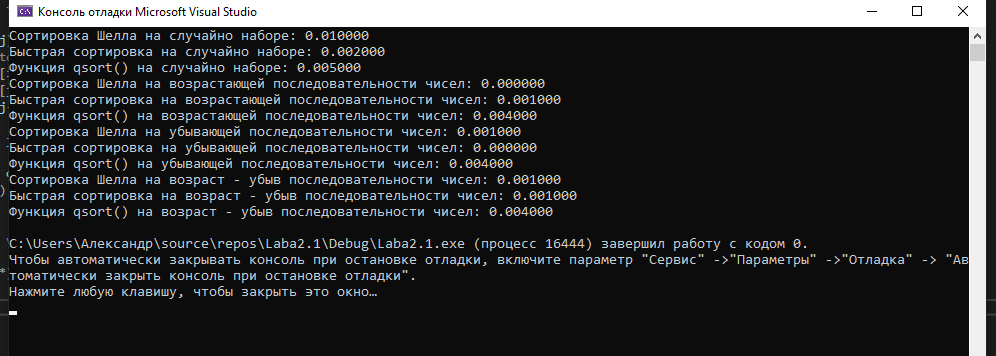 Консоль отладки Microsoft Visual Studio
Сортировка Шелла на случайно наборе: 0.010000
Быстрая сортировка на случайно наборе: 0.002000
Функция qsort() на случайно наборе: 0.005000
Сортировка Шелла на возрастающей последовательности чисел: 0.000000
Быстрая сортировка на возрастающей последовательности чисел: 0.001000
Функция qsort() на возрастающей последовательности чисел: 0.004000
Сортировка Шелла на убывающей последовательности чисел: 0.001000
Быстрая сортировка на убывающей последовательности чисел: 0.000000
Функция qsort() на убывающей последовательности чисел: 0.004000
Сортировка Шелла на возраст - убыв последовательности чисел: 0.001000
Быстрая сортировка на возраст - убыв последовательности чисел: 0.001000
Функция qsort() на возраст - убыв последовательности чисел: 0.004000
C:\Users\Александр\source\repos\Laba2.1\Debug\Laba2.1.exe (процесс 16444) завершил работу с кодом 0.
Чтобы автоматически закрывать консоль при остановке отладки, включите параметр "Сервис" ->"Параметры" ->"Отладка" -> "Ав
томатически закрыть консоль при остановке отладки".
Нажмите любую клавишу, чтобы закрыть это окно…